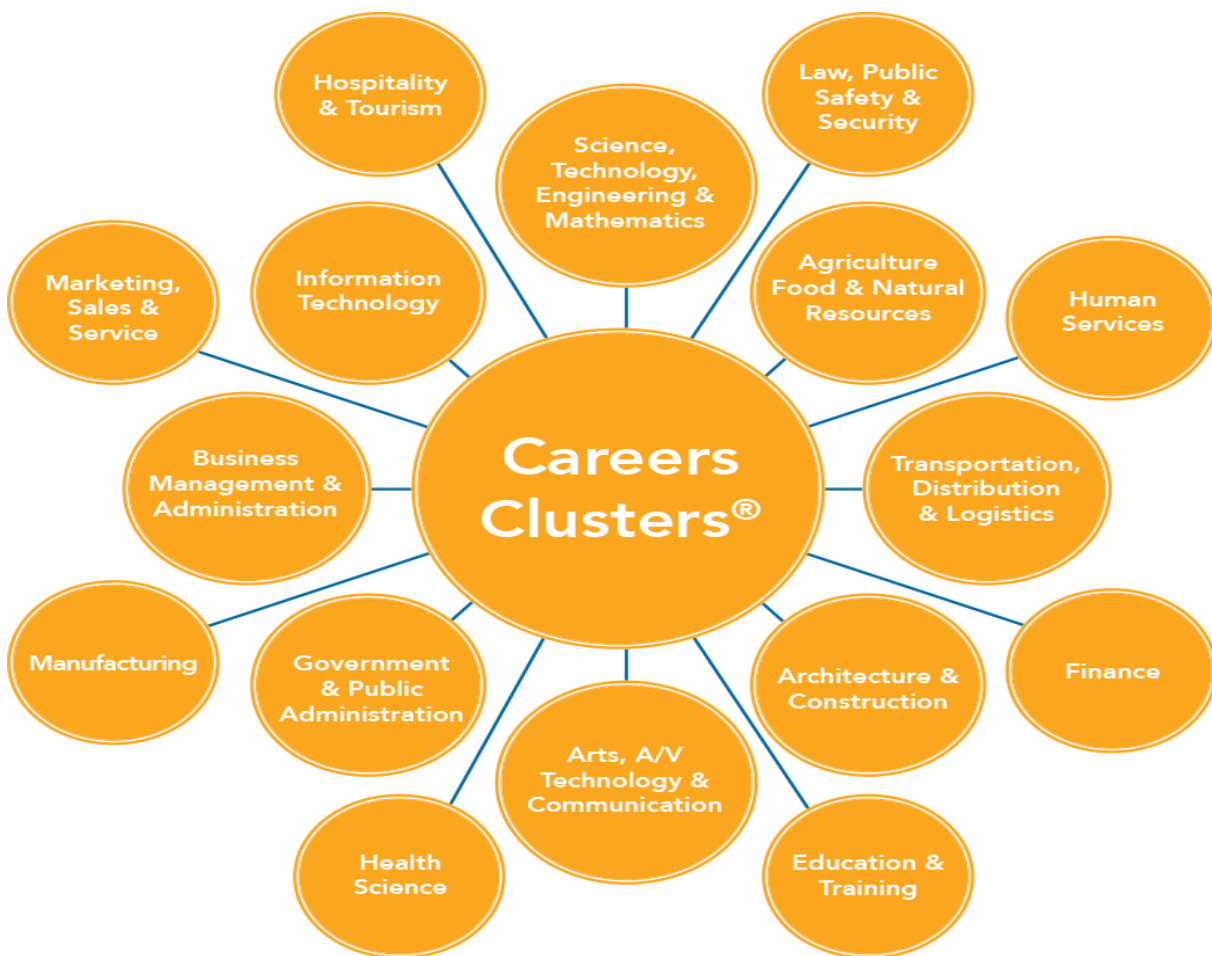 Hospitality
& Tourism
Law, Public
Safety &
Security
Science,
Technology,
Engineering &
Mathematics
Information
Technology
Agriculture
Food & Natural
Resources
Marketing,
Sales &
Service
Human
Services
Careers
Clusters®
Business
Management &
Administration
Transportation,
Distribution
& Logistics
Manufacturing
Government
& Public
Administration
Architecture &
Construction
Finance
Arts, A/V
Technology &
Communication
Health
Science
Education &
Training